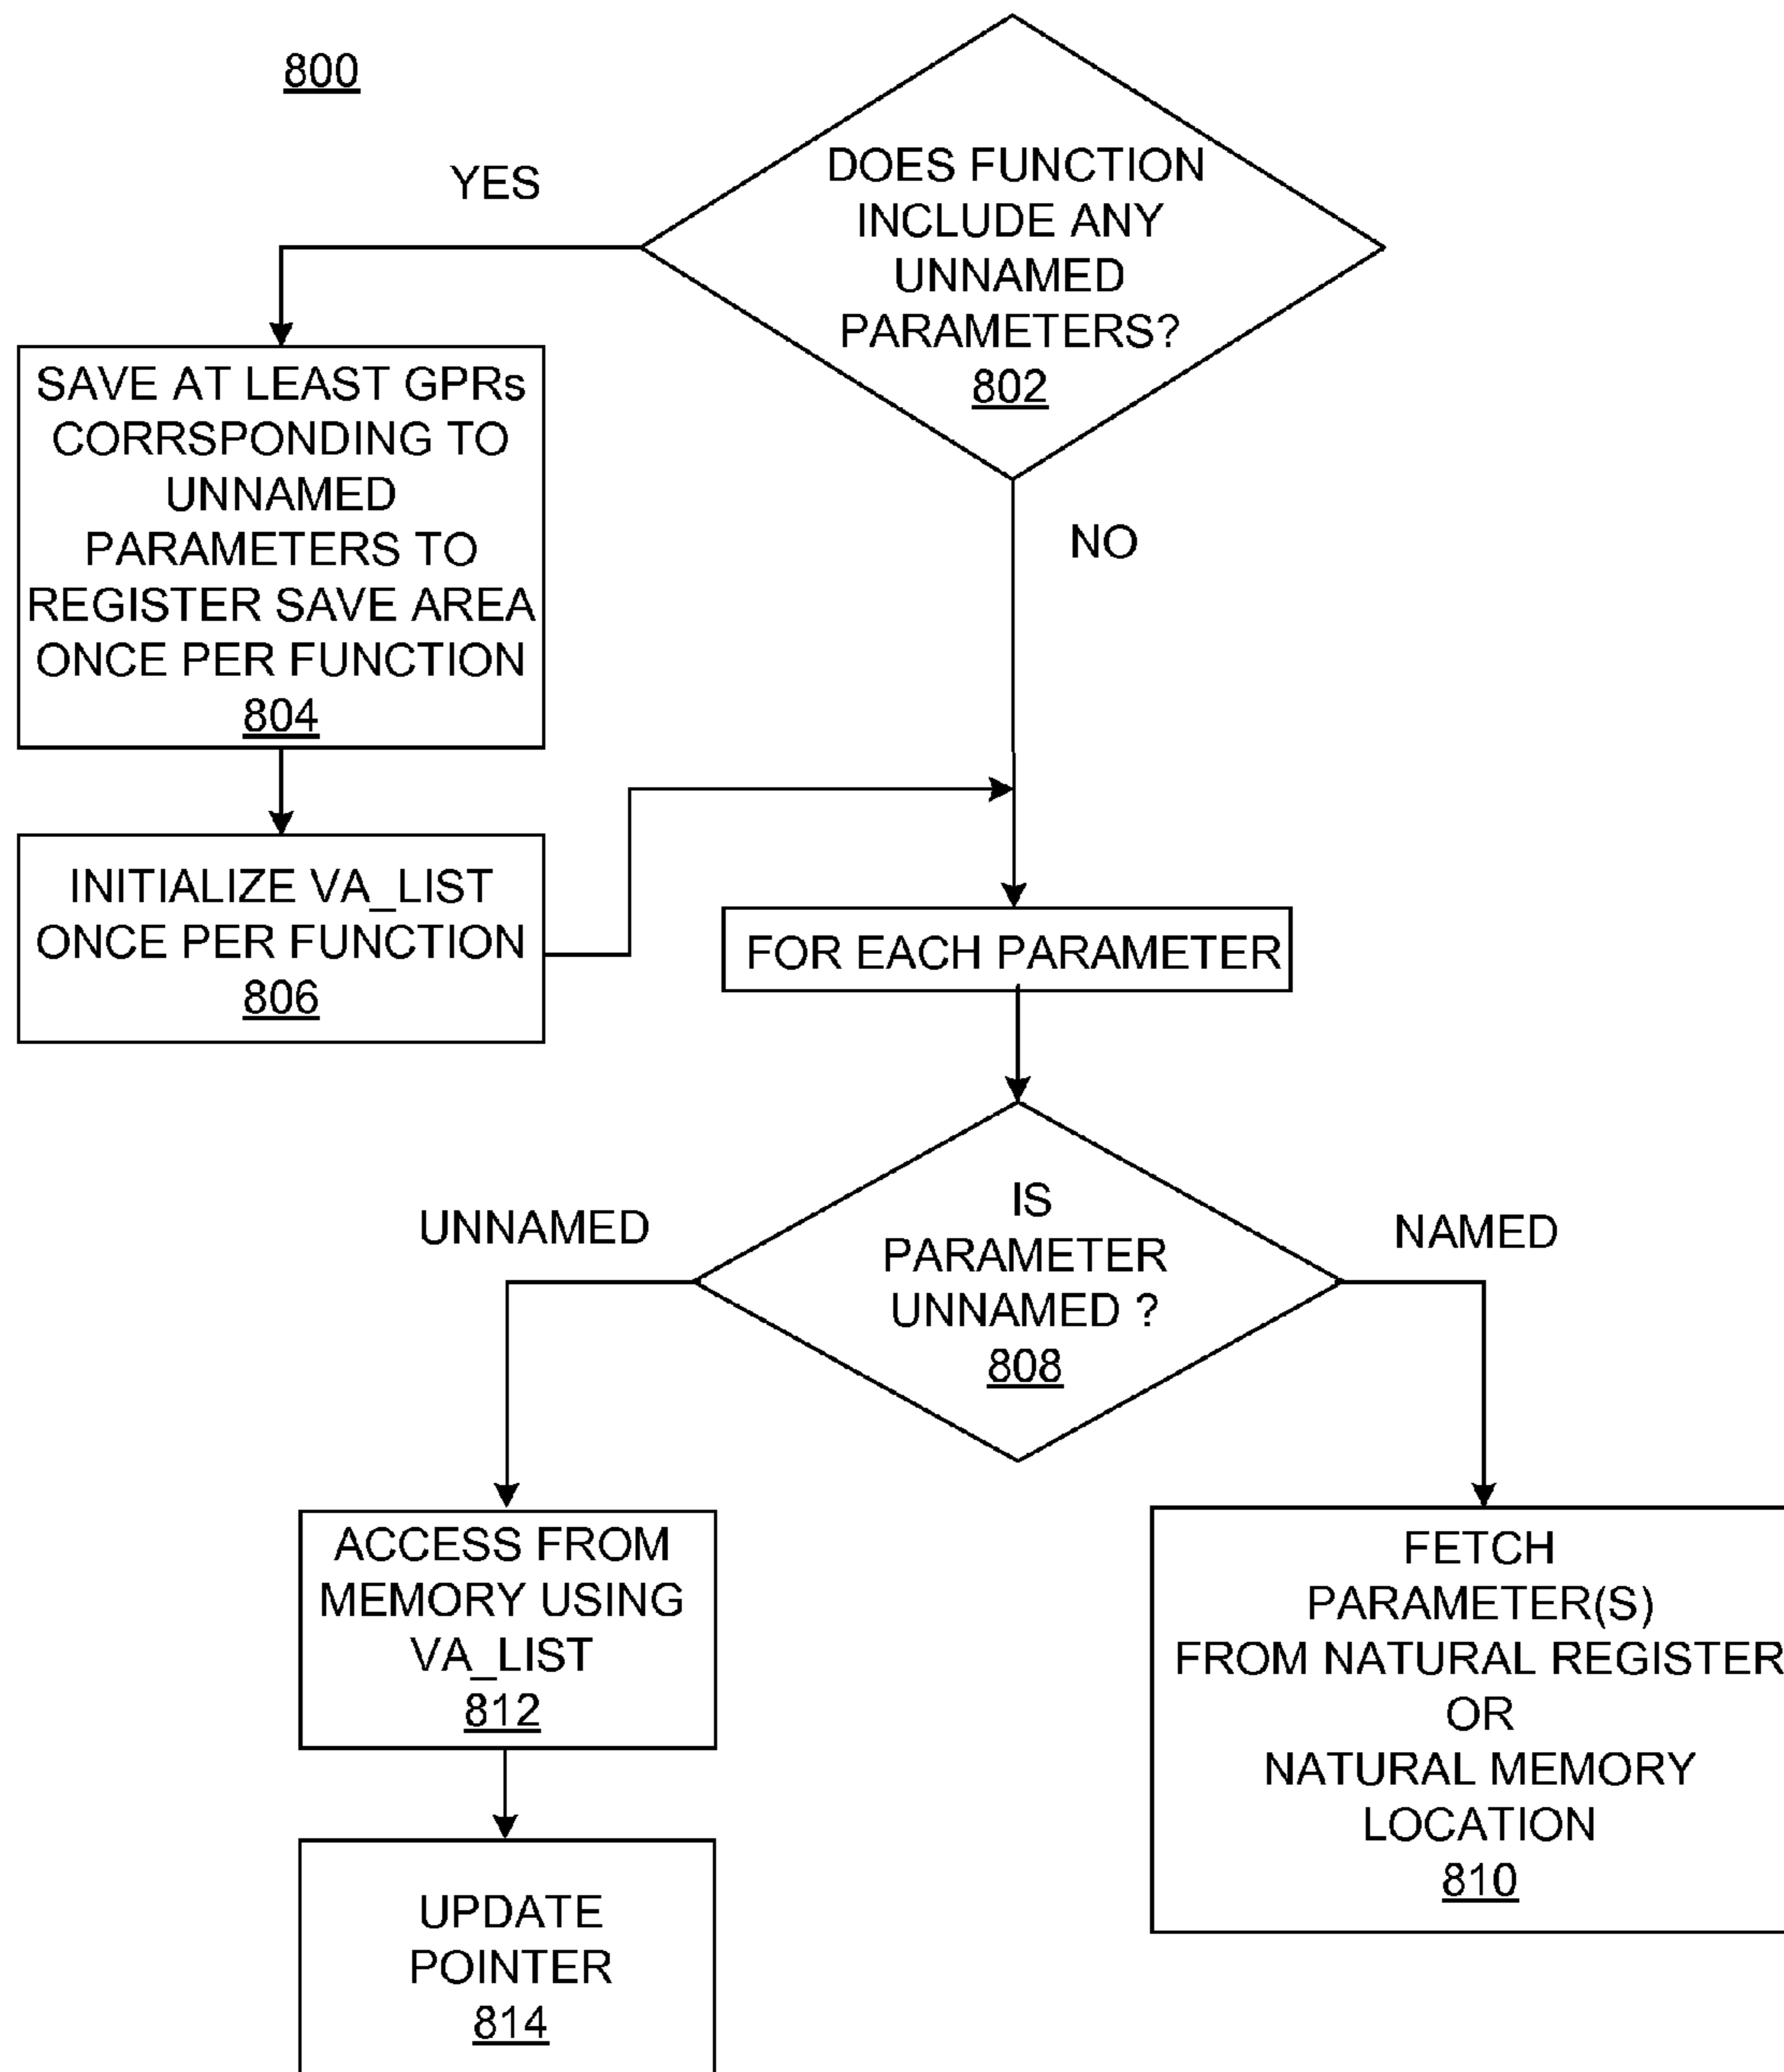 800
DOES FUNCTION
INCLUDE ANY
UNNAMED
PARAMETERS?
802
YES
NO
SAVE AT LEAST GPRs
CORRSPONDING TO
UNNAMED
PARAMETERS TO
REGISTER SAVE AREA
ONCE PER FUNCTION
804
INITIALIZE VA_LIST
ONCE PER FUNCTION
806
FOR EACH PARAMETER
IS
PARAMETER
UNNAMED ?
808
UNNAMED
NAMED
ACCESS FROM
MEMORY USING
VA_LIST
812
UPDATE
POINTER
814
FETCH
PARAMETER(S)
FROM NATURAL REGISTER
OR
NATURAL MEMORY
LOCATION
810